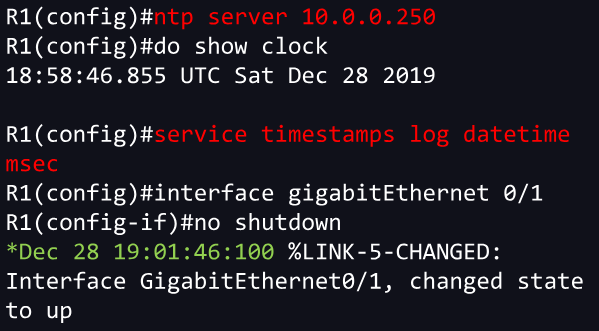 R1(config)#ntp server 10.0.0.250
R1(config)#do show clock
18:58:46.855 UTC Sat Dec 28 2019
R1(config)#service timestamps log datetime
msec
R1(config)#interface gigabitEthernet 0/1
R1(config-if)#no shutdown
*Dec 28 19:01:46:100 %LINK-5-CHANGED:
Interface GigabitEthernet0/1, changed state
to up